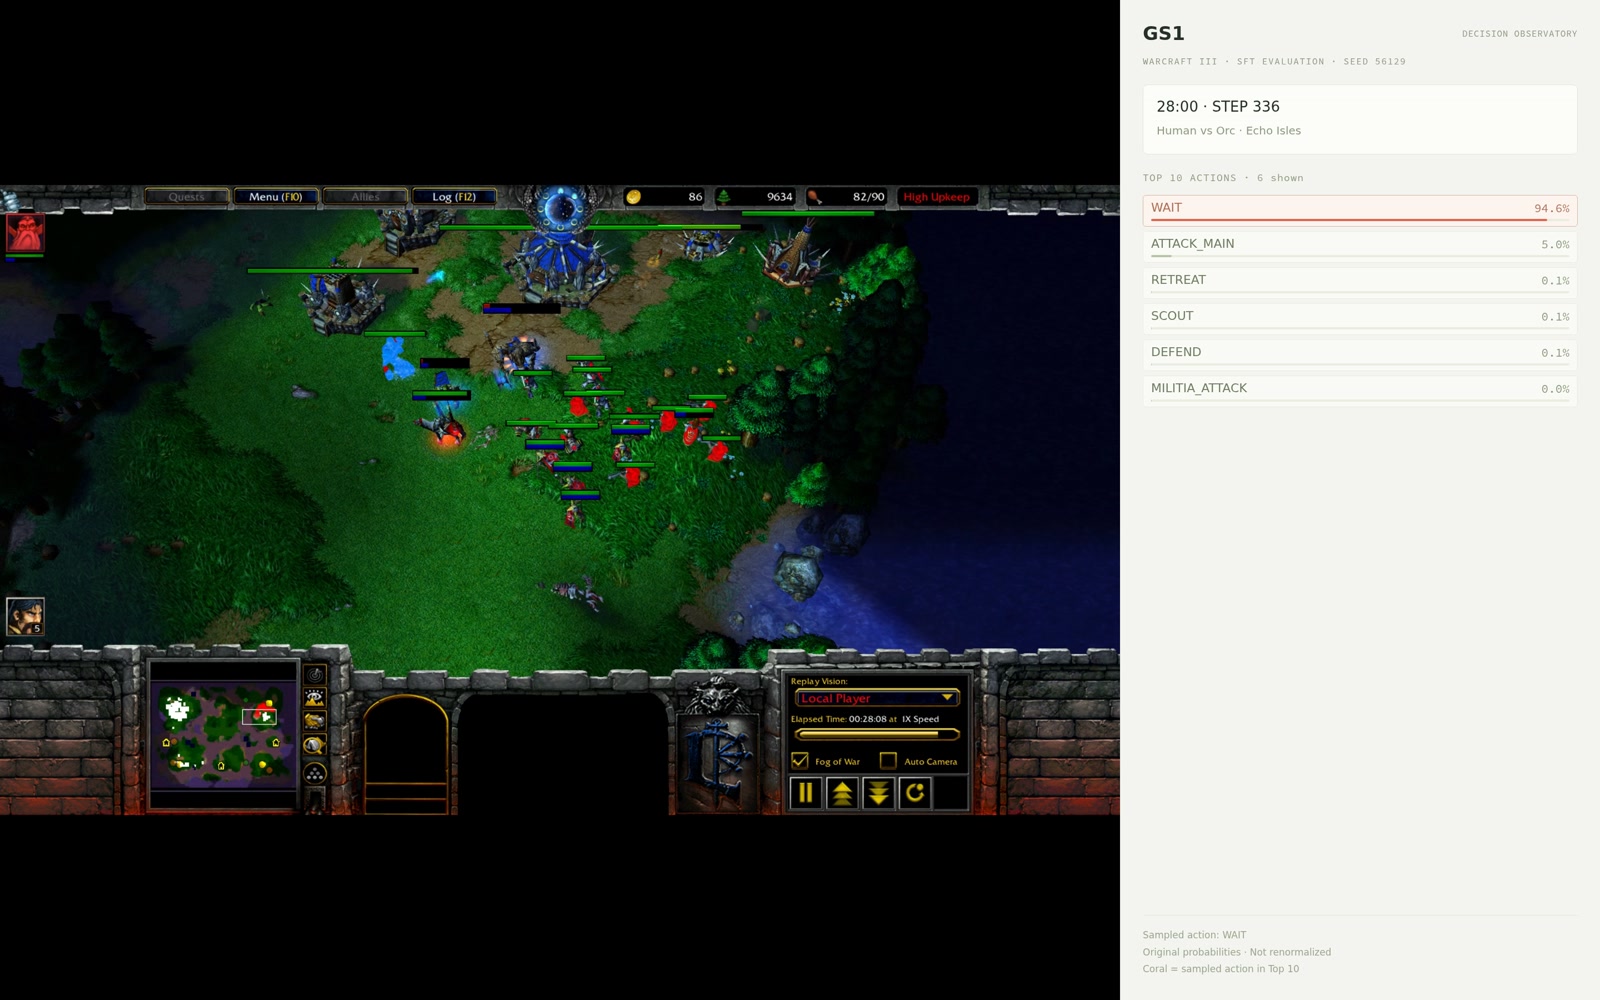 Quests Menu (F10) Allies Log (F12) 86 9634 82/90 High Upkeep
5
Replay Vision:
Local Player
Elapsed Time: 00:28:08 at 1X Speed
Fog of War Auto Camera
GS1 DECISION OBSERVATORY
WARCRAFT III · SFT EVALUATION · SEED 56129
28:00 · STEP 336
Human vs Orc · Echo Isles
TOP 10 ACTIONS · 6 shown
WAIT 94.6%
ATTACK_MAIN 5.0%
RETREAT 0.1%
SCOUT 0.1%
DEFEND 0.1%
MILITIA_ATTACK 0.0%
Sampled action: WAIT
Original probabilities · Not renormalized
Coral = sampled action in Top 10